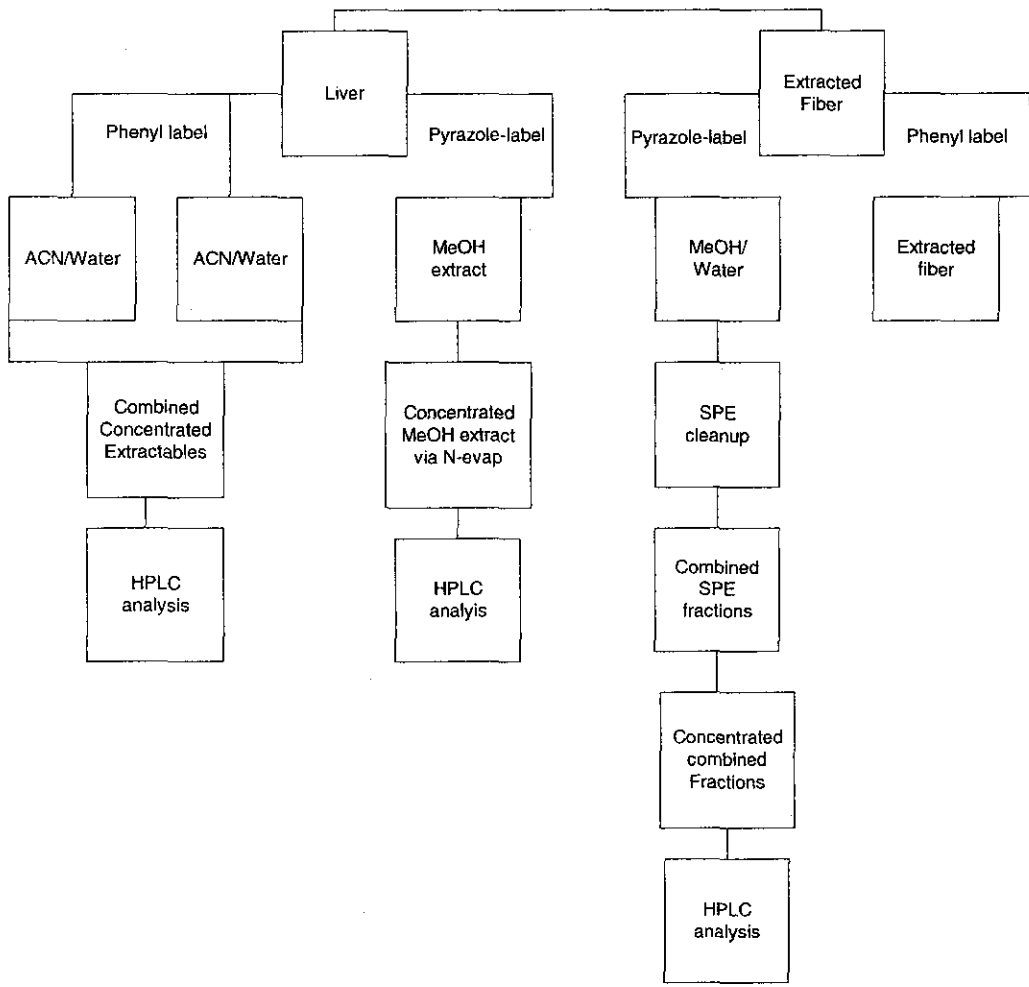 Liver
Extracted
Fiber
Phenyl label
Pyrazole-label
Pyrazole-label
Phenyl label
ACN/Water
ACN/Water
MeOH
extract
MeOH/
Water
Extracted
fiber
Combined
Concentrated
Extractables
Concentrated
MeOH extract
via N-evap
SPE
cleanup
HPLC
analysis
HPLC
analyis
Combined
SPE
fractions
Concentrated
combined
Fractions
HPLC
analysis